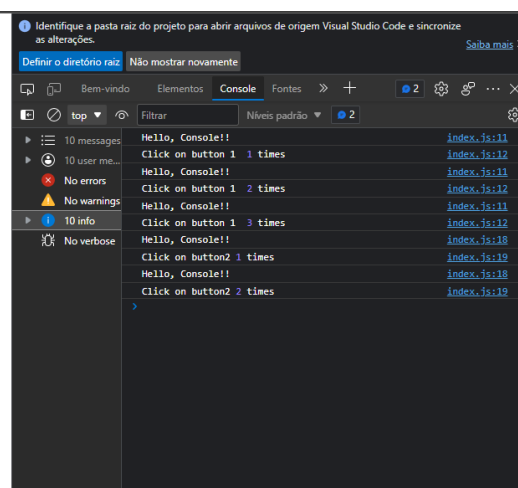 Identifique a pasta raiz do projeto para abrir arquivos de origem Visual Studio Code e sincronize
as alterações.
Saiba mais
Definir o diretório raiz Não mostrar novamente
Bem-vindo Elementos Console Fontes 2
top Filtrar Níveis padrão 2
10 messages
10 user me...
No errors
No warnings
10 info
No verbose
Hello, Console!! index.js:11
Click on button 1 1 times index.js:12
Hello, Console!! index.js:11
Click on button 1 2 times index.js:12
Hello, Console!! index.js:11
Click on button 1 3 times index.js:12
Hello, Console!! index.js:18
Click on button2 1 times index.js:19
Hello, Console!! index.js:18
Click on button2 2 times index.js:19